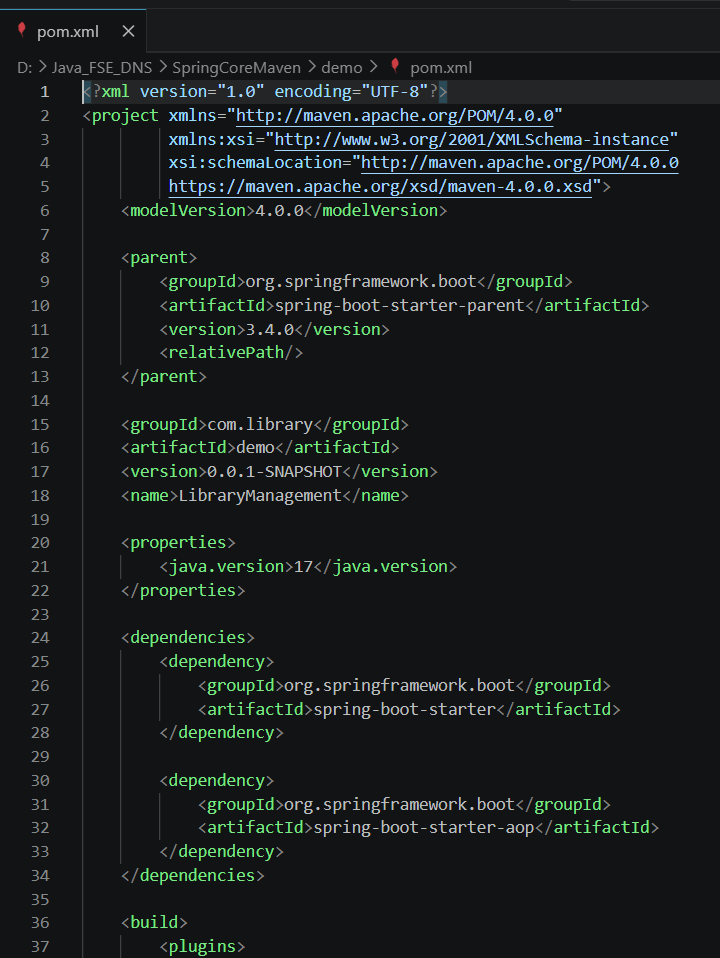 pom.xml
D: > Java_FSE_DNS > SpringCoreMaven > demo > pom.xml
1 <?xml version="1.0" encoding="UTF-8"?>
2 <project xmlns="http://maven.apache.org/POM/4.0.0"
3 xmlns:xsi="http://www.w3.org/2001/XMLSchema-instance"
4 xsi:schemaLocation="http://maven.apache.org/POM/4.0.0
5 https://maven.apache.org/xsd/maven-4.0.0.xsd">
6 <modelVersion>4.0.0</modelVersion>
7
8 <parent>
9 <groupId>org.springframework.boot</groupId>
10 <artifactId>spring-boot-starter-parent</artifactId>
11 <version>3.4.0</version>
12 <relativePath/>
13 </parent>
14
15 <groupId>com.library</groupId>
16 <artifactId>demo</artifactId>
17 <version>0.0.1-SNAPSHOT</version>
18 <name>LibraryManagement</name>
19
20 <properties>
21 <java.version>17</java.version>
22 </properties>
23
24 <dependencies>
25 <dependency>
26 <groupId>org.springframework.boot</groupId>
27 <artifactId>spring-boot-starter</artifactId>
28 </dependency>
29
30 <dependency>
31 <groupId>org.springframework.boot</groupId>
32 <artifactId>spring-boot-starter-aop</artifactId>
33 </dependency>
34 </dependencies>
35
36 <build>
37 <plugins>